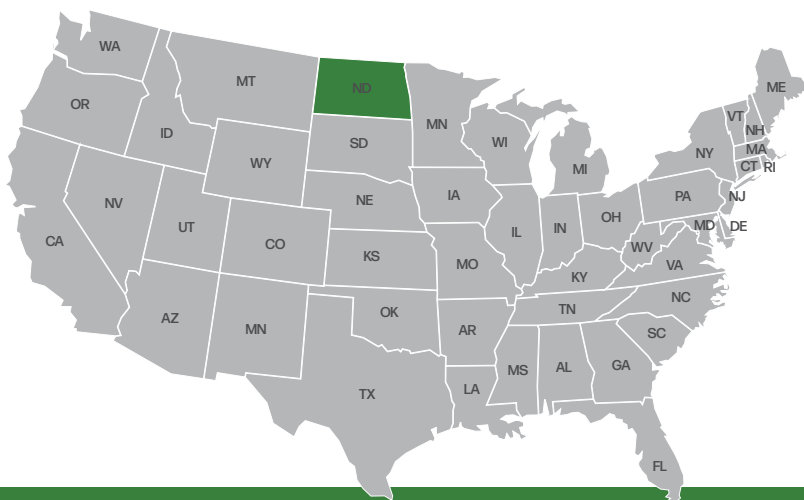 WA
MT
ND
ME
OR
ID
MN
VT
NH
SD
WI
NY
MA
WY
MI
CT
RI
NE
IA
PA
NJ
NV
OH
UT
IL
IN
MD
DE
CA
CO
WV
KS
MO
KY
VA
NC
AZ
MN
OK
TN
AR
SC
MS
AL
GA
TX
LA
FL